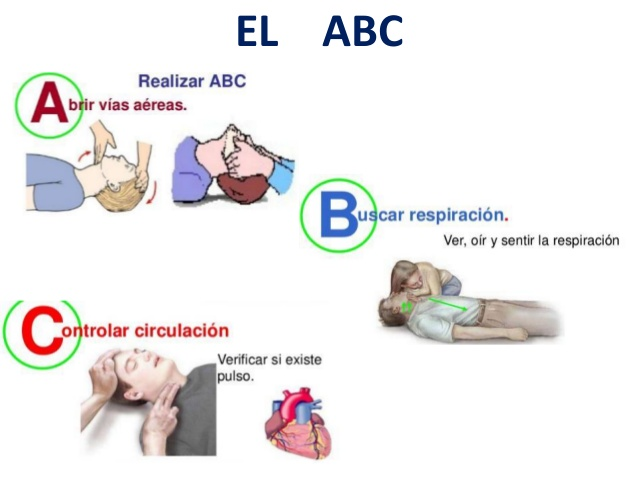 EL ABC
Realizar ABC
Abrir vías aéreas.
Buscar respiración.
Ver, oír y sentir la respiración
Controlar circulación
Verificar si existe
pulso.